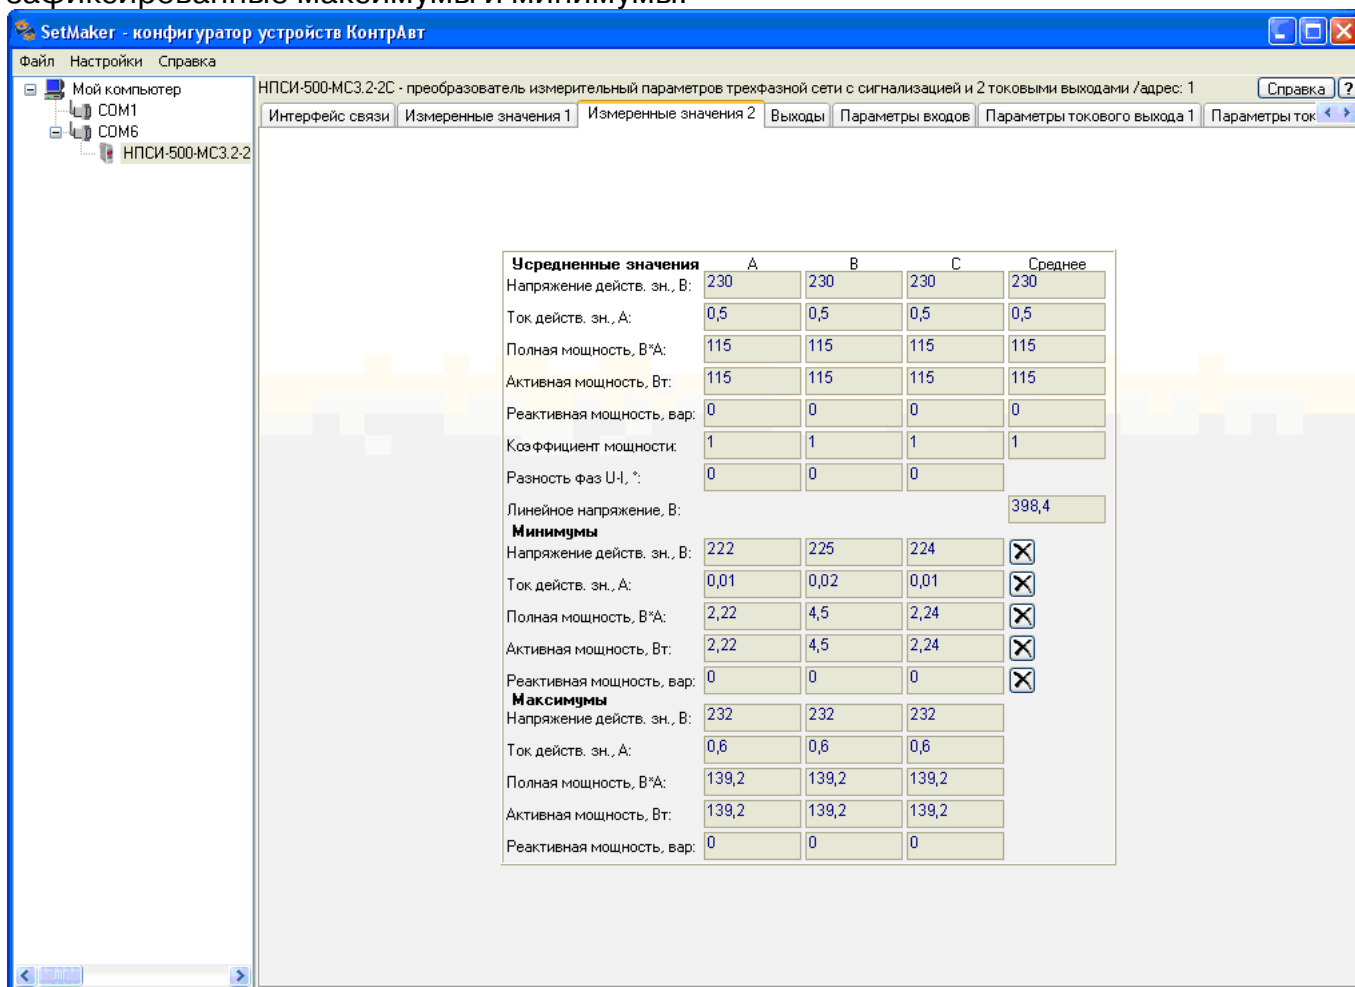 зафиксированные максимумы и минимумы.
SetMaker - конфигуратор устройств КонтрАвт
Файл Настройки Справка
Мой компьютер
COM1
COM6
НПСИ-500-МС3.2-2
НПСИ-500-МС3.2-2С - преобразователь измерительный параметров трехфазной сети с сигнализацией и 2 токовыми выходами /адрес: 1
Справка ?
Интерфейс связи Измеренные значения 1 Измеренные значения 2 Выходы Параметры входов Параметры токового выхода 1 Параметры ток
Усредненные значения A B C Среднее
Напряжение действ. зн., В: 230 230 230 230
Ток действ. зн., А: 0,5 0,5 0,5 0,5
Полная мощность, В*А: 115 115 115 115
Активная мощность, Вт: 115 115 115 115
Реактивная мощность, вар: 0 0 0 0
Коэффициент мощности: 1 1 1 1
Разность фаз U-I, °: 0 0 0
Линейное напряжение, В: 398,4
Минимумы
Напряжение действ. зн., В: 222 225 224
Ток действ. зн., А: 0,01 0,02 0,01
Полная мощность, В*А: 2,22 4,5 2,24
Активная мощность, Вт: 2,22 4,5 2,24
Реактивная мощность, вар: 0 0 0
Максимумы
Напряжение действ. зн., В: 232 232 232
Ток действ. зн., А: 0,6 0,6 0,6
Полная мощность, В*А: 139,2 139,2 139,2
Активная мощность, Вт: 139,2 139,2 139,2
Реактивная мощность, вар: 0 0 0